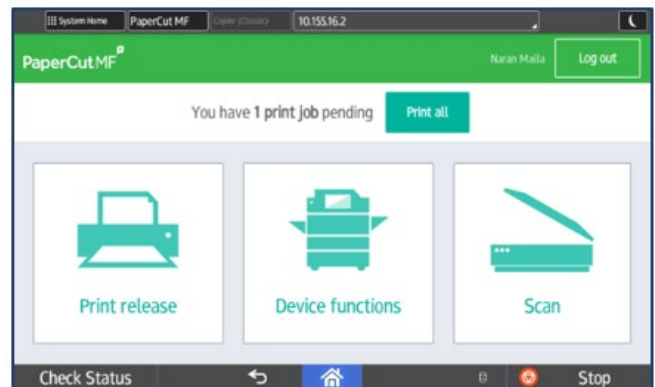 System Home PaperCut MF Copier (Classic) 10.155.16.2
PaperCut MF Naran Malla Log out
You have 1 print job pending Print all
Print release Device functions Scan
Check Status Stop